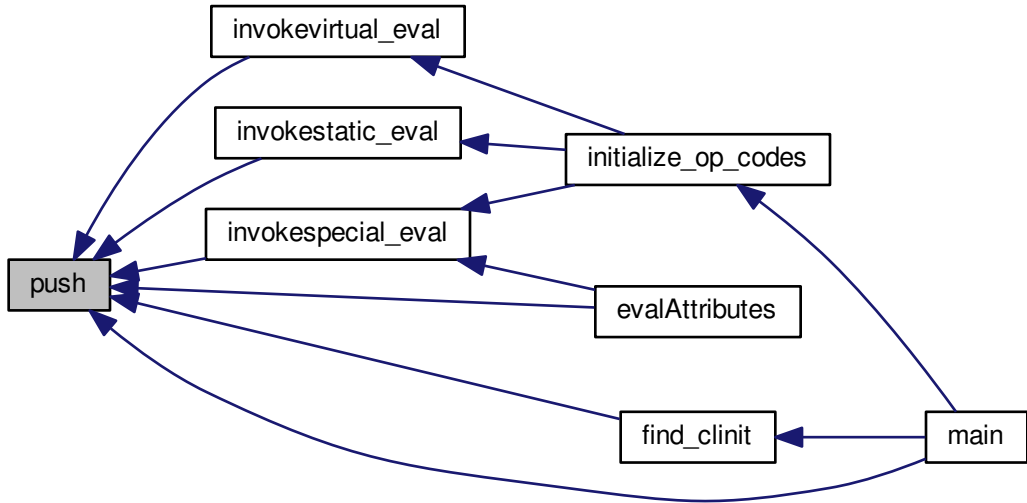 invokevirtual_eval
invokestatic_eval
initialize_op_codes
invokespecial_eval
push
evalAttributes
find_clinit
main